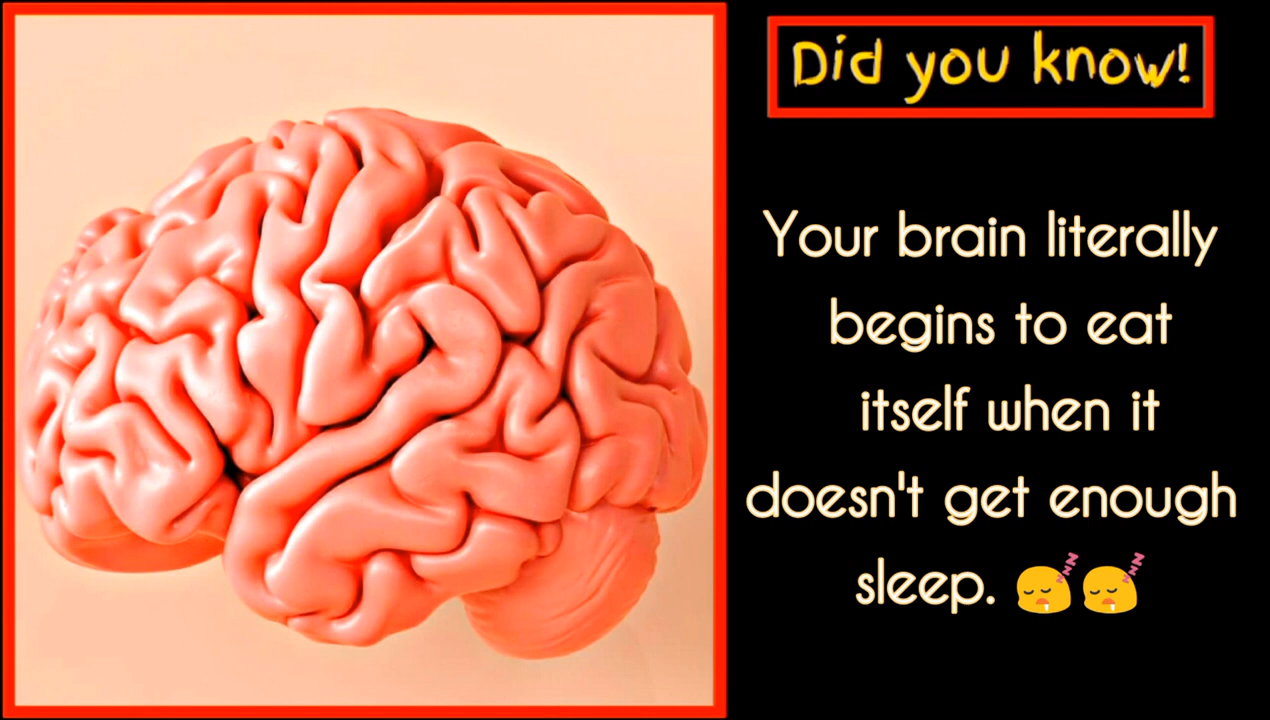 Did you know!
Your brain literally
begins to eat
itself when it
doesn't get enough
sleep. 😴😴